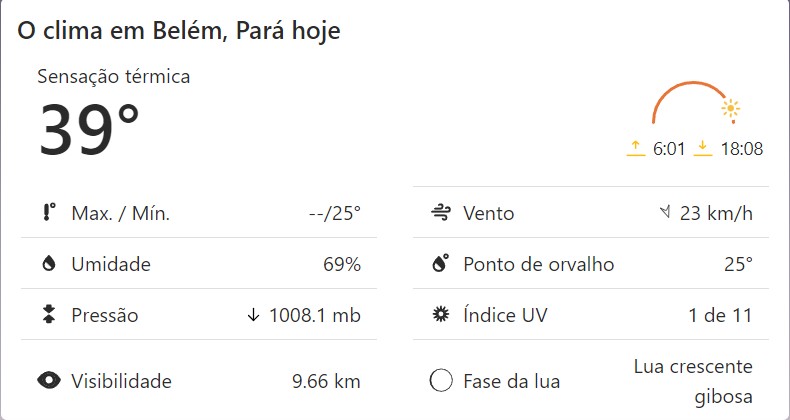 O clima em Belém, Pará hoje
Sensação térmica
39°
6:01 18:08
Max. / Mín. --/25°
Vento 23 km/h
Umidade 69%
Ponto de orvalho 25°
Pressão 1008.1 mb
Índice UV 1 de 11
Visibilidade 9.66 km
Fase da lua Lua crescente
gibosa